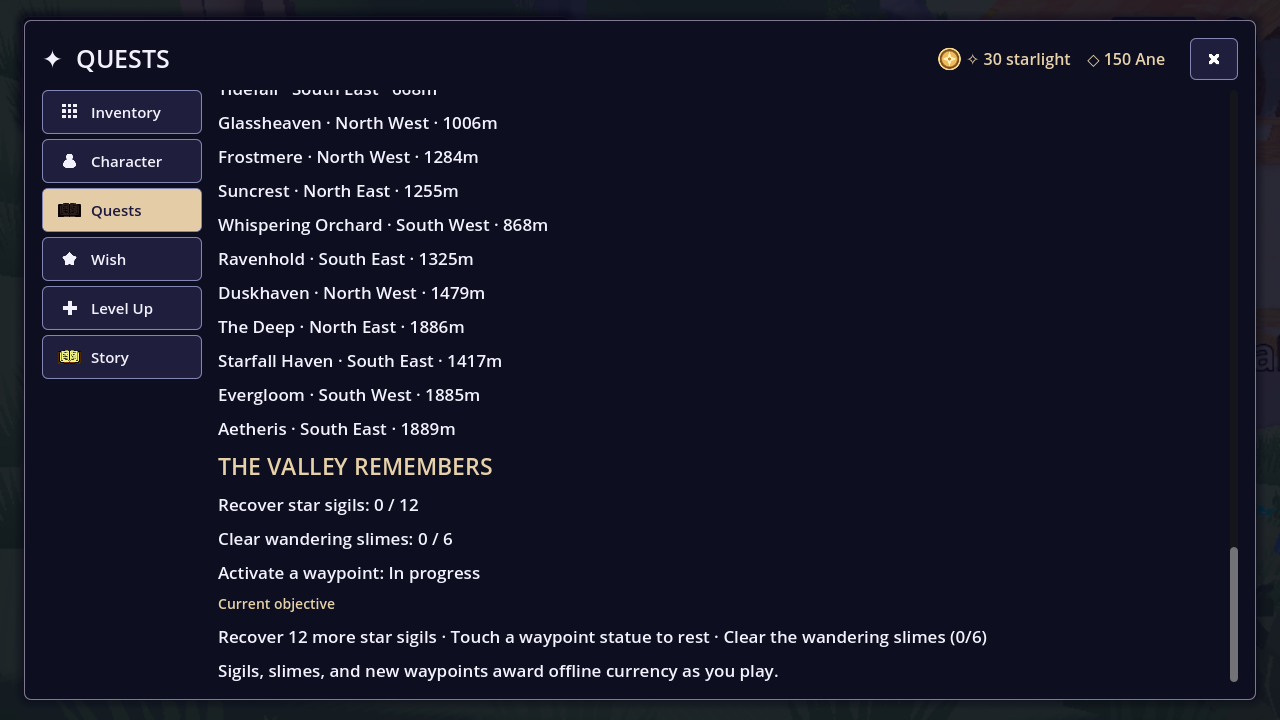 QUESTS
30 starlight
150 Ane
Inventory
Character
Quests
Wish
Level Up
Story
Tidefall · South East · 668m
Glassheaven · North West · 1006m
Frostmere · North West · 1284m
Suncrest · North East · 1255m
Whispering Orchard · South West · 868m
Ravenhold · South East · 1325m
Duskhaven · North West · 1479m
The Deep · North East · 1886m
Starfall Haven · South East · 1417m
Evergloom · South West · 1885m
Aetheris · South East · 1889m
THE VALLEY REMEMBERS
Recover star sigils: 0 / 12
Clear wandering slimes: 0 / 6
Activate a waypoint: In progress
Current objective
Recover 12 more star sigils · Touch a waypoint statue to rest · Clear the wandering slimes (0/6)
Sigils, slimes, and new waypoints award offline currency as you play.